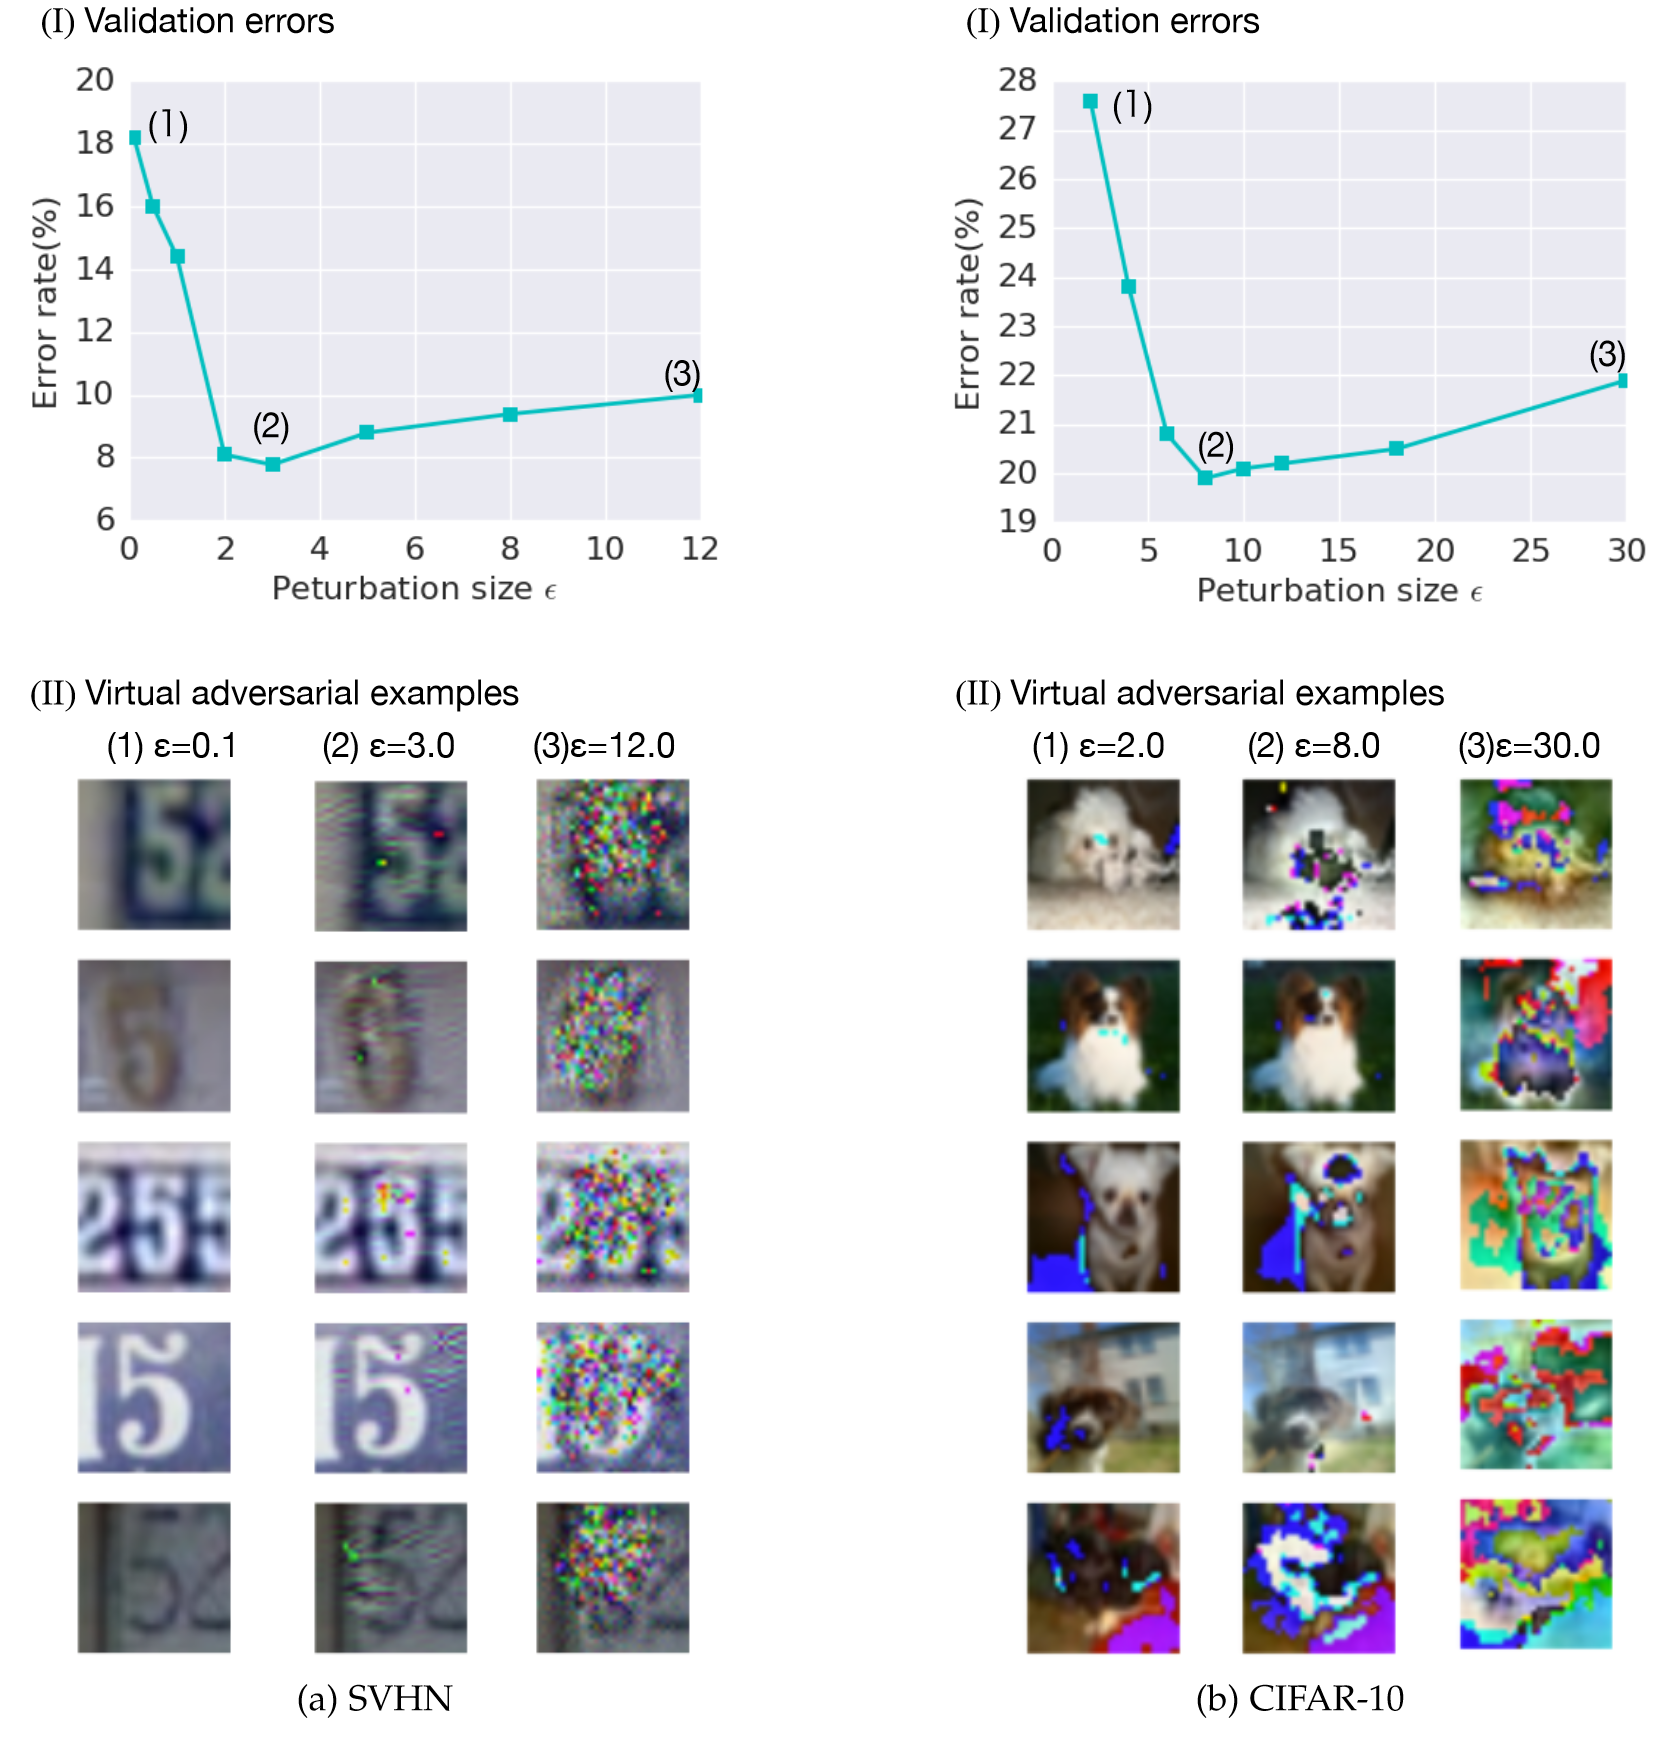 (I) Validation errors
20
18
16
14
12
10
8
6
0 2 4 6 8 10 12
Error rate(%)
Peturbation size ϵ
(1)
(2)
(3)
(I) Validation errors
28
27
26
25
24
23
22
21
20
19
0 5 10 15 20 25 30
Error rate(%)
Peturbation size ϵ
(1)
(2)
(3)
(II) Virtual adversarial examples
(1) ε=0.1 (2) ε=3.0 (3)ε=12.0
(II) Virtual adversarial examples
(1) ε=2.0 (2) ε=8.0 (3)ε=30.0
(a) SVHN
(b) CIFAR-10